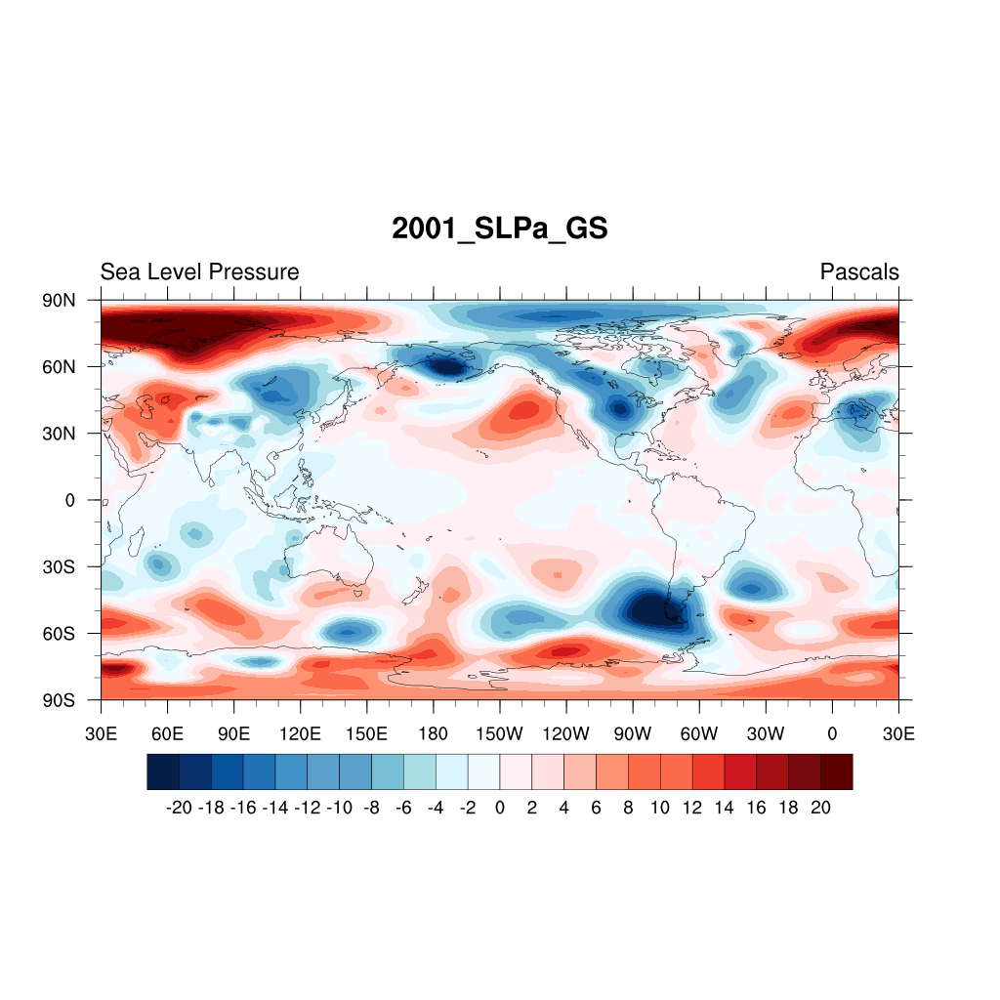 2001_SLPa_GS
Sea Level Pressure Pascals
90N
60N
30N
0
30S
60S
90S
30E 60E 90E 120E 150E 180 150W 120W 90W 60W 30W 0 30E
-20 -18 -16 -14 -12 -10 -8 -6 -4 -2 0 2 4 6 8 10 12 14 16 18 20